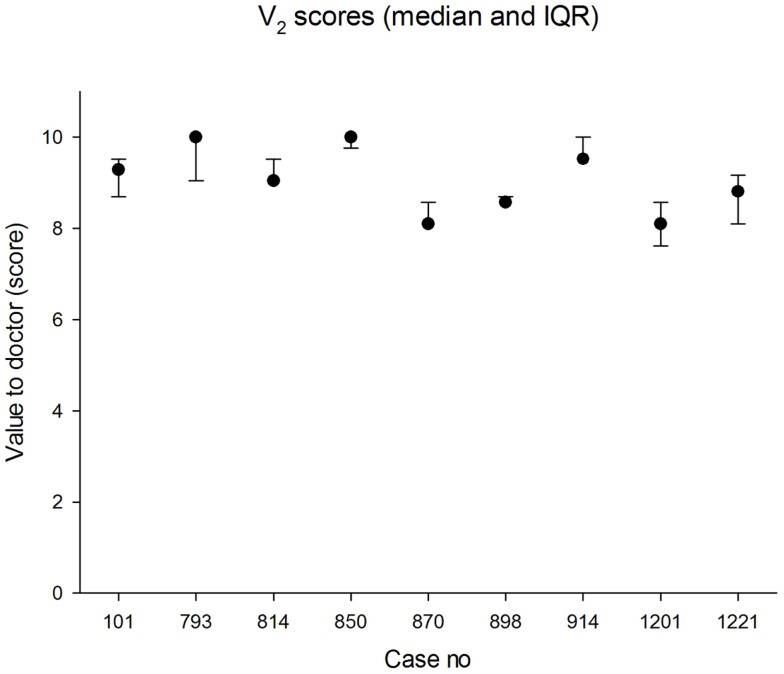 V₂ scores (median and IQR)
Value to doctor (score)
10
8
6
4
2
0
101 793 814 850 870 898 914 1201 1221
Case no